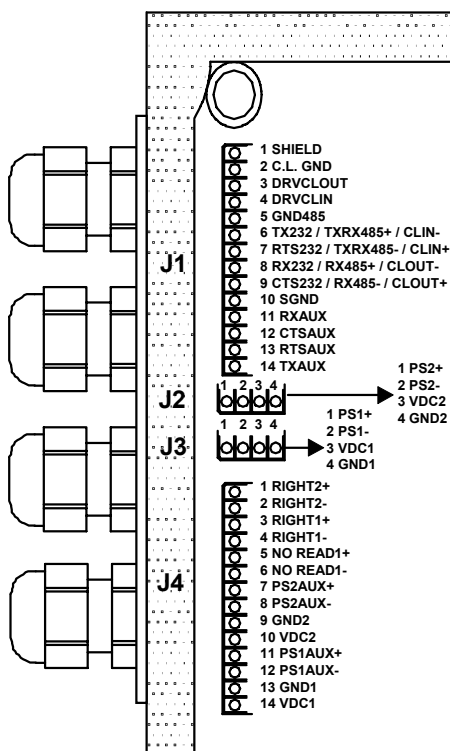 1 SHIELD
2 C.L. GND
3 DRVCLOUT
4 DRVCLIN
5 GND485
6 TX232 / TXRX485+ / CLIN-
7 RTS232 / TXRX485- / CLIN+
8 RX232 / RX485+ / CLOUT-
9 CTS232 / RX485- / CLOUT+
10 SGND
11 RXAUX
12 CTSAUX
13 RTSAUX
14 TXAUX
J1
J2
1 2 3 4
1 PS2+
2 PS2-
3 VDC2
4 GND2
J3
1 2 3 4
1 PS1+
2 PS1-
3 VDC1
4 GND1
J4
1 RIGHT2+
2 RIGHT2-
3 RIGHT1+
4 RIGHT1-
5 NO READ1+
6 NO READ1-
7 PS2AUX+
8 PS2AUX-
9 GND2
10 VDC2
11 PS1AUX+
12 PS1AUX-
13 GND1
14 VDC1